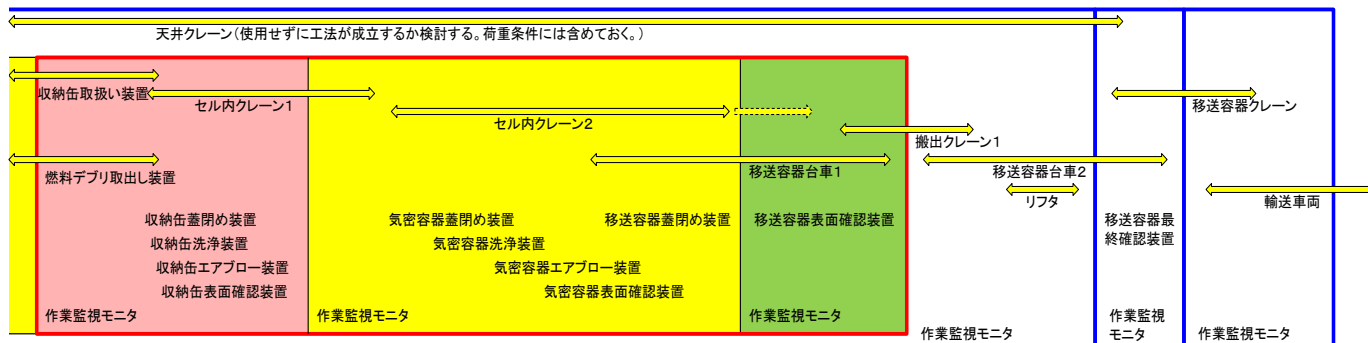 天井クレーン(使用せずに工法が成立するか検討する。荷重条件には含めておく。)
収納缶取扱い装置
セル内クレーン1
セル内クレーン2
搬出クレーン1
移送容器クレーン
燃料デブリ取出し装置
移送容器台車1
移送容器台車2
リフタ
輸送車両
収納缶蓋閉め装置
収納缶洗浄装置
収納缶エアブロー装置
収納缶表面確認装置
気密容器蓋閉め装置
気密容器洗浄装置
気密容器エアブロー装置
気密容器表面確認装置
移送容器蓋閉め装置
移送容器表面確認装置
移送容器最
終確認装置
作業監視モニタ
作業監視モニタ
作業監視モニタ
作業監視モニタ
作業監視
モニタ
作業監視モニタ